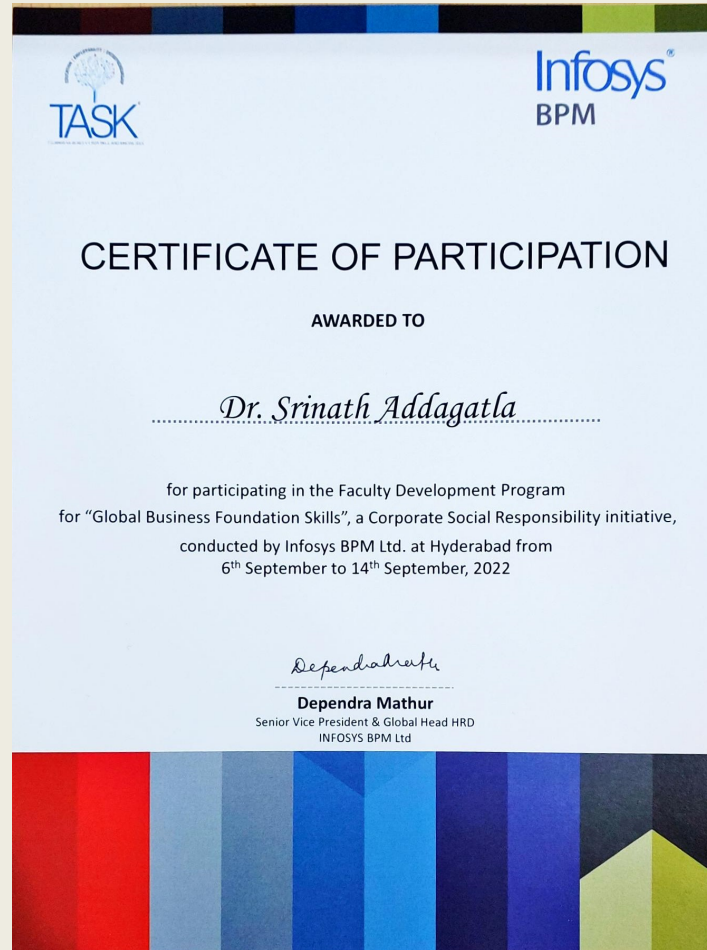 TASK
Infosys®
BPM
CERTIFICATE OF PARTICIPATION
AWARDED TO
Dr. Srinath Addagatla
for participating in the Faculty Development Program
for “Global Business Foundation Skills”, a Corporate Social Responsibility initiative,
conducted by Infosys BPM Ltd. at Hyderabad from
6th September to 14th September, 2022
Dependra Mathur
Senior Vice President & Global Head HRD
INFOSYS BPM Ltd